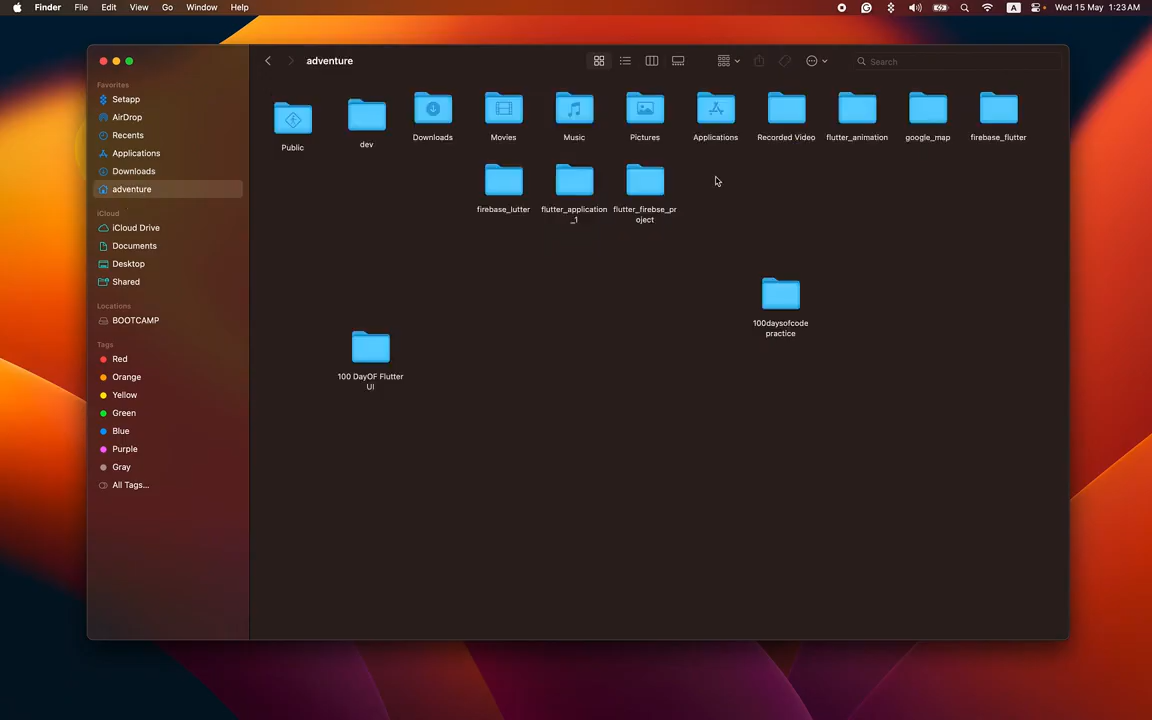 Finder File Edit View Go Window Help
A Wed 15 May 1:23 AM
adventure
Search
Favorites
Setapp
AirDrop
Recents
Applications
Downloads
adventure
iCloud
iCloud Drive
Documents
Desktop
Shared
Locations
BOOTCAMP
Tags
Red
Orange
Yellow
Green
Blue
Purple
Gray
All Tags...
Public
dev
Downloads
Movies
Music
Pictures
Applications
Recorded Video
flutter_animation
google_map
firebase_flutter
firebase_lutter
flutter_application
_1
flutter_firebse_pr
oject
100daysofcode
practice
100 DayOF Flutter
UI